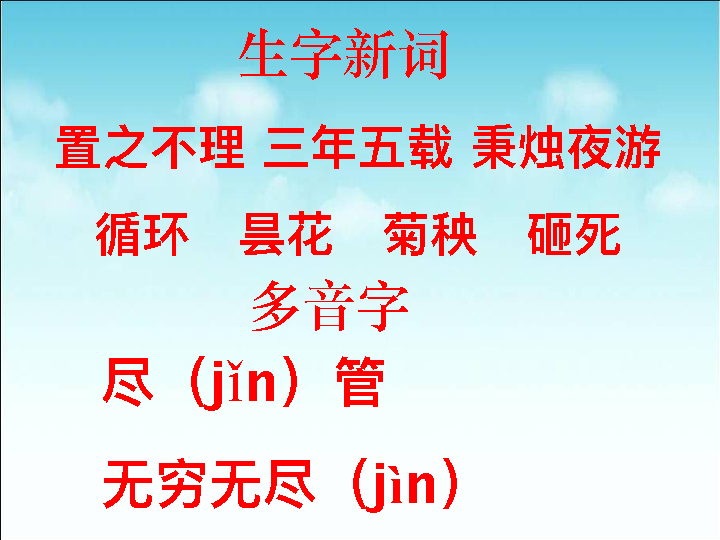 生字新词
置之不理 三年五载 秉烛夜游
循环 昙花 菊秧 砸死
多音字
尽（jǐn）管
无穷无尽（jìn）